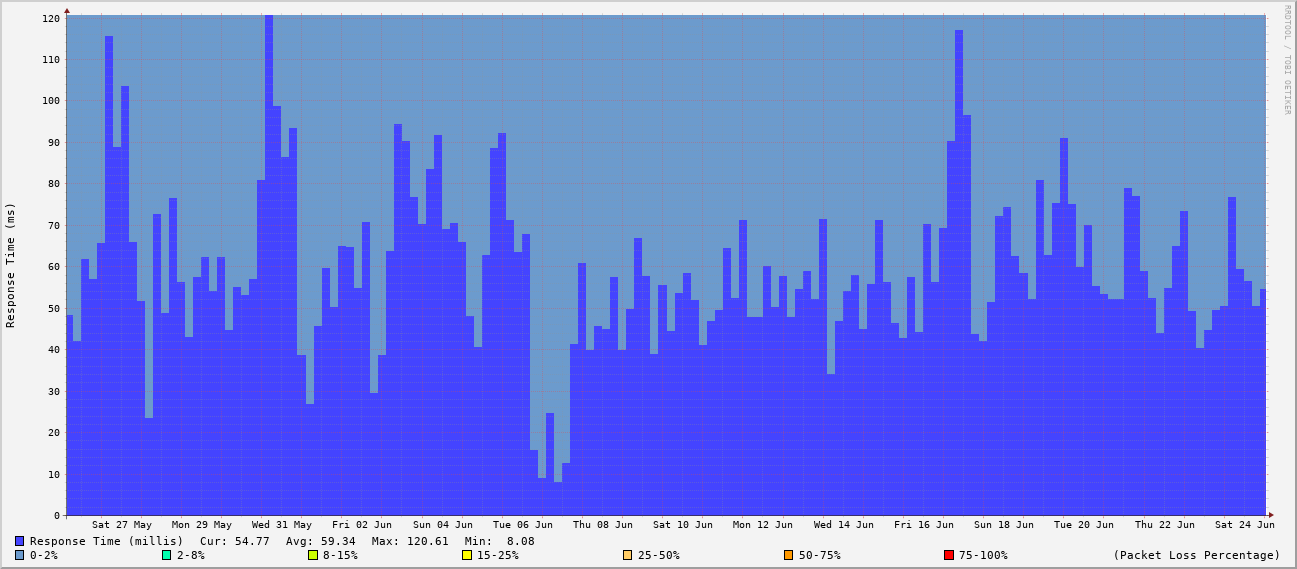 RRDTOOL / TOBI OETIKER
Response Time (ms)
120
110
100
90
80
70
60
50
40
30
20
10
0
Sat 27 May Mon 29 May Wed 31 May Fri 02 Jun Sun 04 Jun Tue 06 Jun Thu 08 Jun Sat 10 Jun Mon 12 Jun Wed 14 Jun Fri 16 Jun Sun 18 Jun Tue 20 Jun Thu 22 Jun Sat 24 Jun
Response Time (millis) Cur: 54.77 Avg: 59.34 Max: 120.61 Min: 8.08
0-2% 2-8% 8-15% 15-25% 25-50% 50-75% 75-100% (Packet Loss Percentage)